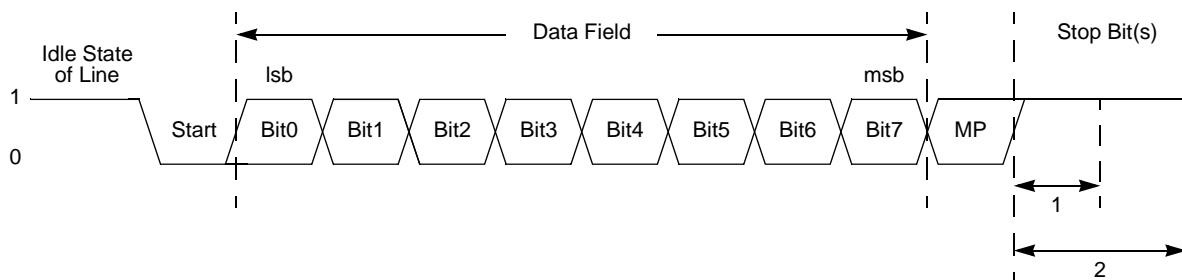 Data Field
Stop Bit(s)
Idle State
of Line
lsb
msb
1
Start
Bit0
Bit1
Bit2
Bit3
Bit4
Bit5
Bit6
Bit7
MP
0
1
2